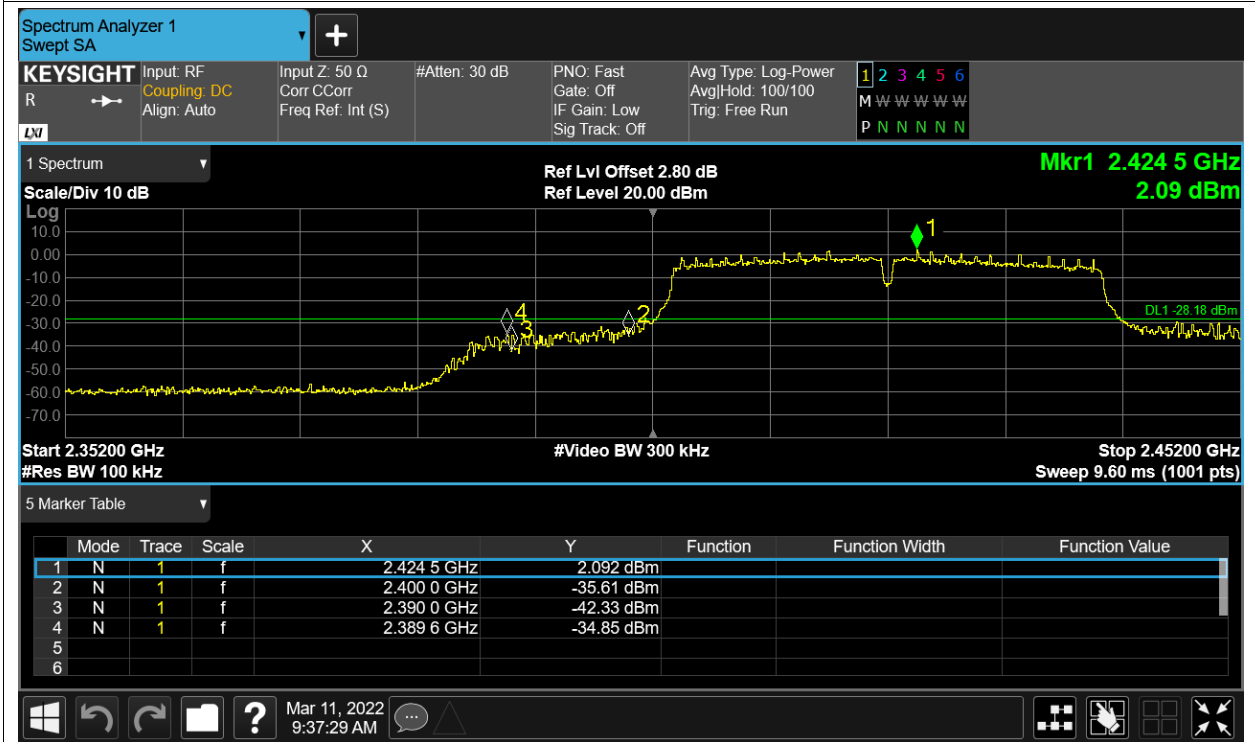 Spectrum Analyzer 1
Swept SA
+
KEYSIGHT
R
LXI
Input: RF
Coupling: DC
Align: Auto
Input Z: 50 Ω
Corr CCorr
Freq Ref: Int (S)
#Atten: 30 dB
PNO: Fast
Gate: Off
IF Gain: Low
Sig Track: Off
Avg Type: Log-Power
Avg|Hold: 100/100
Trig: Free Run
1 2 3 4 5 6
M W W W W W
P N N N N N
1 Spectrum
Scale/Div 10 dB
Ref Lvl Offset 2.80 dB
Ref Level 20.00 dBm
Mkr1 2.424 5 GHz
2.09 dBm
Log
10.0
0.00
-10.0
-20.0
-30.0
-40.0
-50.0
-60.0
-70.0
1
4
3
2
DL1 -28.18 dBm
Start 2.35200 GHz
#Res BW 100 kHz
#Video BW 300 kHz
Stop 2.45200 GHz
Sweep 9.60 ms (1001 pts)
5 Marker Table
Mode Trace Scale X Y Function Function Width Function Value
1 N 1 f 2.424 5 GHz 2.092 dBm
2 N 1 f 2.400 0 GHz -35.61 dBm
3 N 1 f 2.390 0 GHz -42.33 dBm
4 N 1 f 2.389 6 GHz -34.85 dBm
5
6
?
Mar 11, 2022
9:37:29 AM